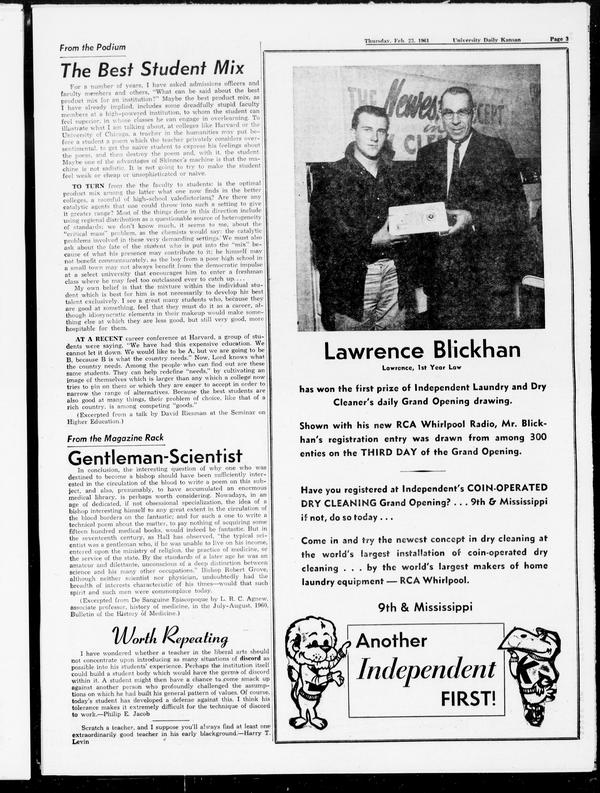 Thursday, Feb. 23, 1961 University Daily Kansan Page 3
From the Podium
The Best Student Mix
For a number of years, I have asked admissions officers and
faculty members and others, "What can be said about the best
product mix for an institution?" Maybe the best product mix, as
I have already implied, includes some dreadfully stupid faculty
members at a high-powered institution, to whom the student can
feel superior, in whose classes he can engage in overlearning. To
illustrate what I am talking about, at colleges like Harvard or the
University of Chicago, a teacher in the humanities may put be-
fore a student a poem which the teacher privately considers over-
sentimental, to get the naive student to express his feelings about
the poem, and then destroy the poem and, with it, the student.
Maybe one of the advantages of Skinner's machine is that the ma-
chine is not sadistic. It is not going to try to make the student
feel weak or cheap or unsophisticated or naive.
TO TURN from the the faculty to students: is the optimal
product mix among the latter what one now finds in the better
colleges, a roomful of high-school valedictorians? Are there any
catalytic agents that one could throw into such a setting to give
it greater range? Most of the things done in this direction include
using regional distribution as a questionable source of heterogeneity
of standards; we don't know much, it seems to me, about the
"critical mass" problem, as the chemists would say: the catalytic
problems involved in these very demanding settings. We must also
ask about the fate of the student who is put into the "mix" be-
cause of what his presence may contribute to it; he himself may
not benefit commensurately, as the boy from a poor high school in
a small town may not always benefit from the democratic impulse
at a select university that encourages him to enter a freshman
class where he may feel too outclassed ever to catch up. . . .
My own belief is that the mixture within the individual stu-
dent which is best for him is not necessarily to develop his best
talent exclusively. I see a great many students who, because they
are good at something, feel that they must do it as a career, al-
though idiosyncratic elements in their makeup would make some-
thing else at which they are less good, but still very good, more
hospitable for them.
AT A RECENT career conference at Harvard, a group of stu-
dents were saying, "We have had this expensive education. We
cannot let it down. We would like to be A, but we are going to be
B, because B is what the country needs." Now, Lord knows what
the country needs. Among the people who can find out are these
same students. They can help redefine "needs," by cultivating an
image of themselves which is larger than any which a college now
tries to pin on them or which they are eager to accept in order to
narrow the range of alternatives. Because the best students are
also good at many things, their problem of choice, like that of a
rich country, is among competing "goods."
(Excerpted from a talk by David Riesman at the Seminar on
Higher Education.)
From the Magazine Rack
Gentleman-Scientist
In conclusion, the interesting question of why one who was
destined to become a bishop should have been sufficiently inter-
ested in the circulation of the blood to write a poem on this sub-
ject, and also, presumably, to have accumulated an enormous
medical library, is perhaps worth considering. Nowadays, in an
age of dedicated, if not obsessional specialization, the idea of a
bishop interesting himself to any great extent in the circulation of
the blood borders on the fantastic; and for such a one to write a
technical poem about the matter, to pay nothing of acquiring some
fifteen hundred medical books, would indeed be fantastic. But in
the seventeenth century, as Hall has observed, "the typical sci-
entist was a gentleman who, if he was unable to live on his income,
entered upon the ministry of religion, the practice of medicine, or
the service of the state. By the standards of a later age he was an
amateur and dilettante, unconscious of a deep distinction between
science and his many other occupations." Bishop Robert Grove,
although neither scientist nor physician, undoubtedly had the
breadth of interests characteristic of his times—would that such
spirit and such men were commonplace today.
(Excerpted from De Sanguine Episcopoque by L. R. C. Agnew,
associate professor, history of medicine, in the July-August, 1960,
Bulletin of the History of Medicine.)
Worth Repeating
I have wondered whether a teacher in the liberal arts should
not concentrate upon introducing as many situations of discord as
possible into his students' experience. Perhaps the institution itself
could build a student body which would have the germs of discord
within it. A student might then have a chance to come smack up
against another person who profoundly challenged the assump-
tions on which he had built his general pattern of values. Of course,
today's student has developed a defense against this. I think his
tolerance makes it extremely difficult for the technique of discord
to work.—Philip E. Jacob
Scratch a teacher, and I suppose you'll always find at least one
extraordinarily good teacher in his early background.—Harry T.
Levin
THE Newest
Lawrence Blickhan
Lawrence, 1st Year Law
has won the first prize of Independent Laundry and Dry
Cleaner's daily Grand Opening drawing.
Shown with his new RCA Whirlpool Radio, Mr. Blick-
han's registration entry was drawn from among 300
enties on the THIRD DAY of the Grand Opening.
Have you registered at Independent's COIN-OPERATED
DRY CLEANING Grand Opening? . . . 9th & Mississippi
if not, do so today . . .
Come in and try the newest concept in dry cleaning at
the world's largest installation of coin-operated dry
cleaning . . . by the world's largest makers of home
laundry equipment — RCA Whirlpool.
9th & Mississippi
Another
Independent
FIRST!